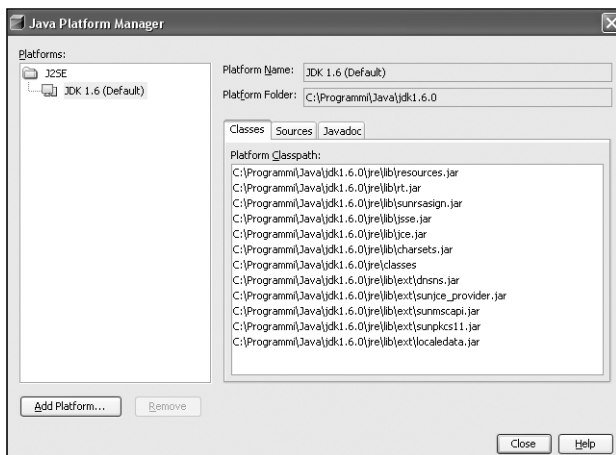 Java Platform Manager
Platforms:
J2SE
JDK 1.6 (Default)
Platform Name: JDK 1.6 (Default)
Platform Folder: C:\Programmi\Java\jdk1.6.0
Classes Sources Javadoc
Platform Classpath:
C:\Programmi\Java\jdk1.6.0\jre\lib\resources.jar
C:\Programmi\Java\jdk1.6.0\jre\lib\rt.jar
C:\Programmi\Java\jdk1.6.0\jre\lib\sunrsasign.jar
C:\Programmi\Java\jdk1.6.0\jre\lib\jsse.jar
C:\Programmi\Java\jdk1.6.0\jre\lib\jce.jar
C:\Programmi\Java\jdk1.6.0\jre\lib\charsets.jar
C:\Programmi\Java\jdk1.6.0\jre\classes
C:\Programmi\Java\jdk1.6.0\jre\lib\ext\dnsns.jar
C:\Programmi\Java\jdk1.6.0\jre\lib\ext\sunjce_provider.jar
C:\Programmi\Java\jdk1.6.0\jre\lib\ext\sunmscapi.jar
C:\Programmi\Java\jdk1.6.0\jre\lib\ext\sunpkcs11.jar
C:\Programmi\Java\jdk1.6.0\jre\lib\ext\localedata.jar
Add Platform... Remove
Close Help